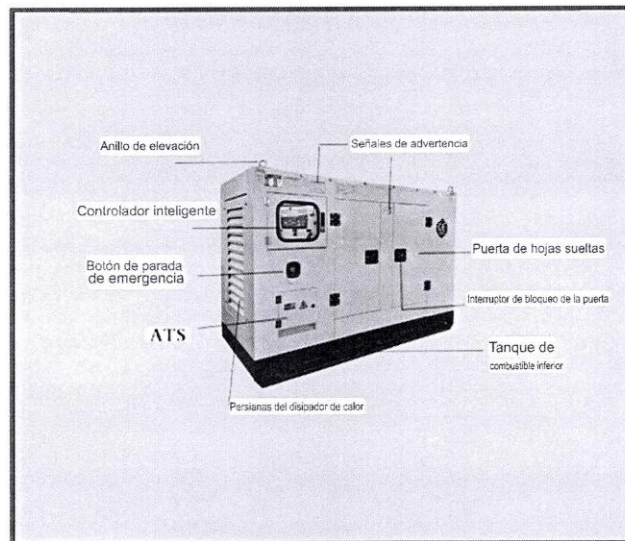 Anillo de elevación
Señales de advertencia
Controlador inteligente
Puerta de hojas sueltas
Botón de parada
de emergencia
Interruptor de bloqueo de la puerta
ATS
Tanque de
combustible inferior
Persianas del disipador de calor